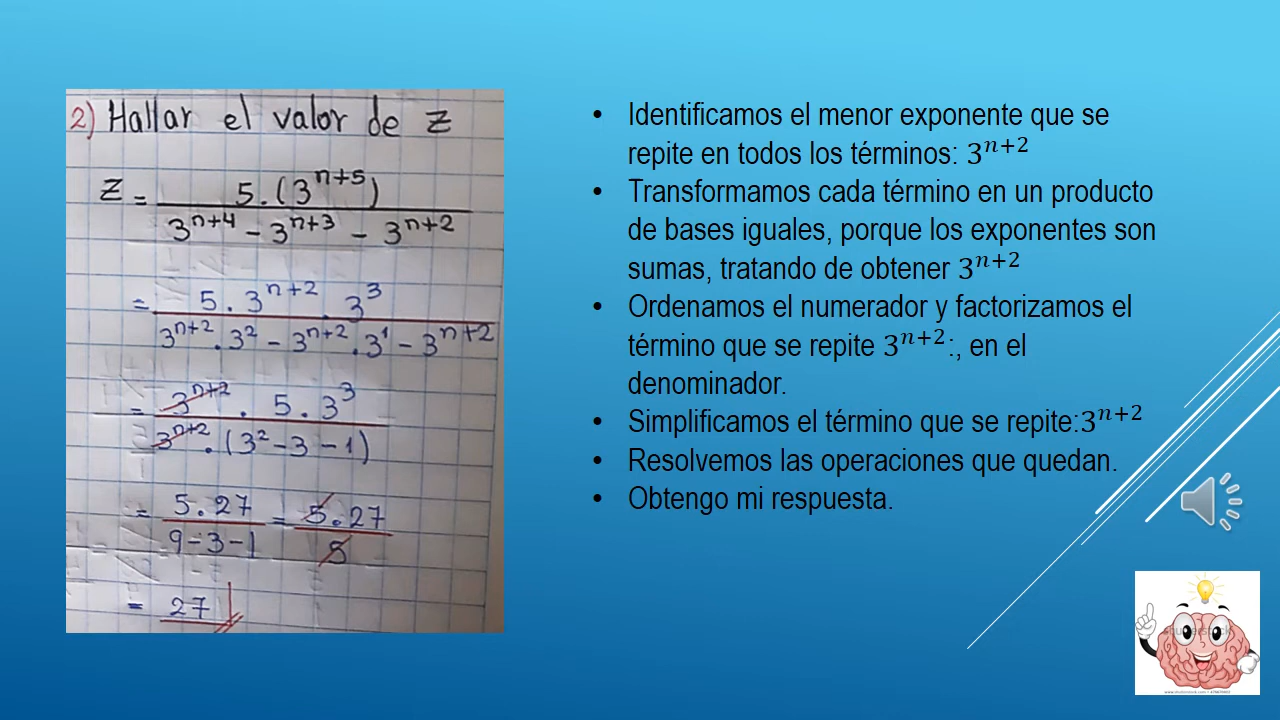 2) Hallar el valor de Z
Z = 5.(3^{n+5}) / 3^{n+4} - 3^{n+3} - 3^{n+2}
= 5 . 3^{n+2} . 3^3 / 3^{n+2} . 3^2 - 3^{n+2} . 3^1 - 3^{n+2}
= 3^{n+2} . 5 . 3^3 / 3^{n+2} . (3^2 - 3 - 1)
= 5.27 / 9-3-1 = 5.27 / 5
= 27
• Identificamos el menor exponente que se
repite en todos los términos: 3^{n+2}
• Transformamos cada término en un producto
de bases iguales, porque los exponentes son
sumas, tratando de obtener 3^{n+2}
• Ordenamos el numerador y factorizamos el
término que se repite 3^{n+2}:, en el
denominador.
• Simplificamos el término que se repite:3^{n+2}
• Resolvemos las operaciones que quedan.
• Obtengo mi respuesta.
shutterstock